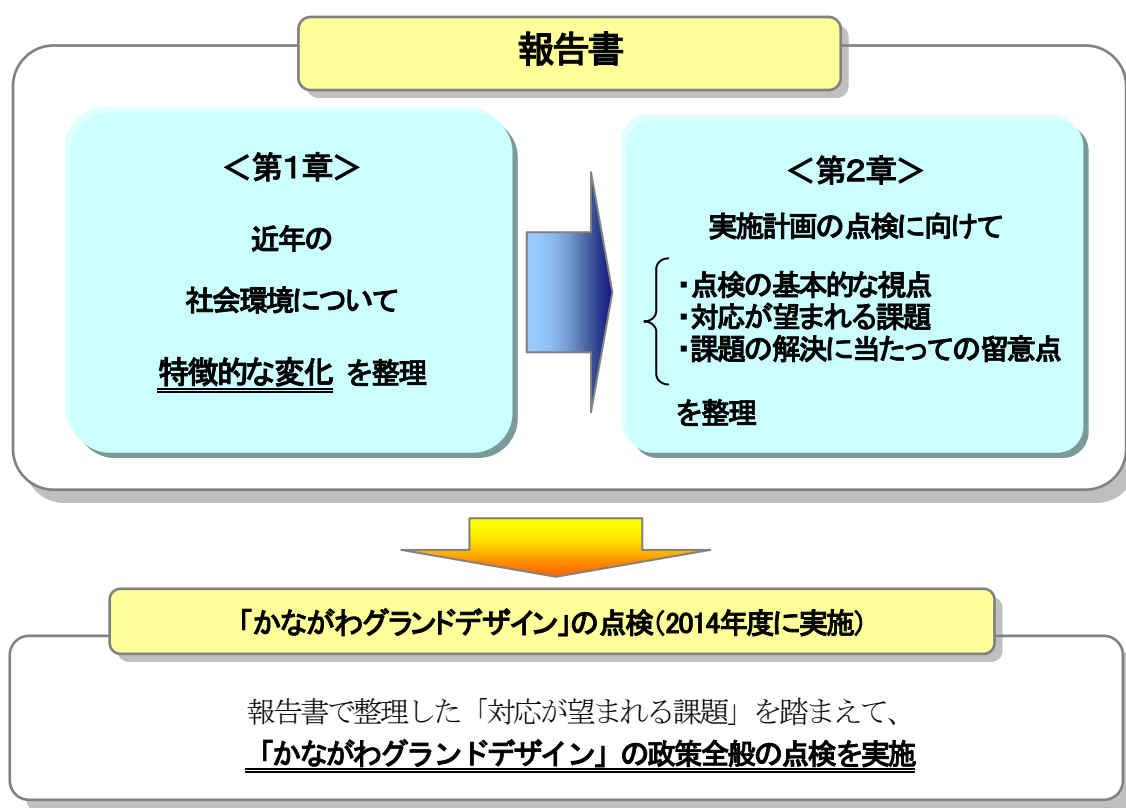 報告書
＜第1章＞
近年の
社会環境について
特徴的な変化 を整理
＜第2章＞
実施計画の点検に向けて
・点検の基本的な視点
・対応が望まれる課題
・課題の解決に当たっての留意点
を整理
「かながわグランドデザイン」の点検（2014年度に実施）
報告書で整理した「対応が望まれる課題」を踏まえて、
「かながわグランドデザイン」の政策全般の点検を実施